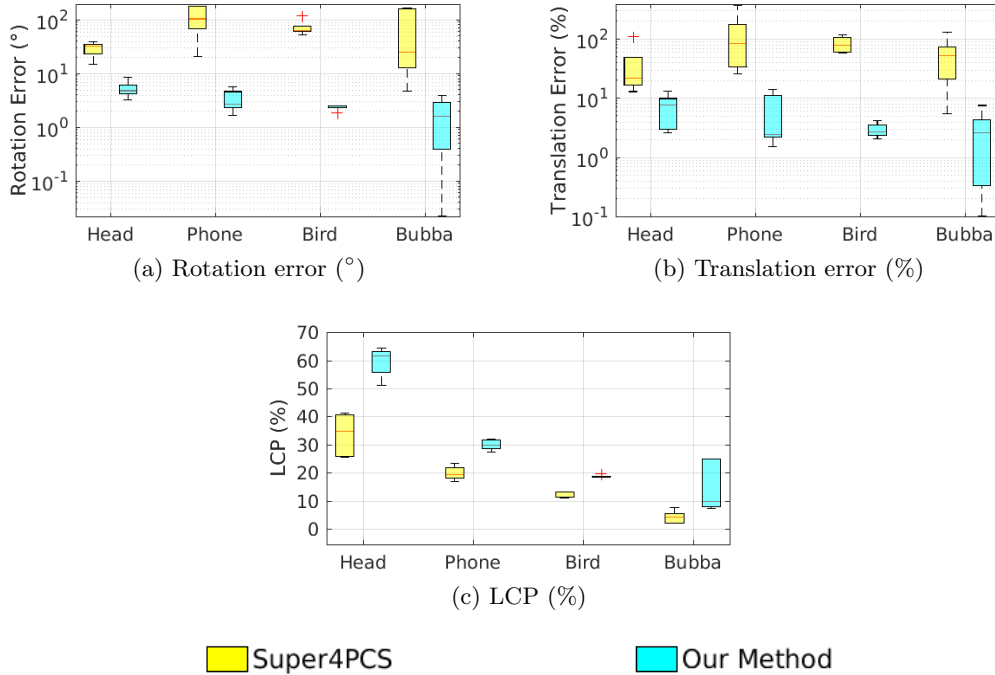 Rotation Error (°)
10²
10¹
10⁰
10⁻¹
Head Phone Bird Bubba
(a) Rotation error (°)
Translation Error (%)
10²
10¹
10⁰
10⁻¹
Head Phone Bird Bubba
(b) Translation error (%)
LCP (%)
70
60
50
40
30
20
10
0
Head Phone Bird Bubba
(c) LCP (%)
Super4PCS Our Method